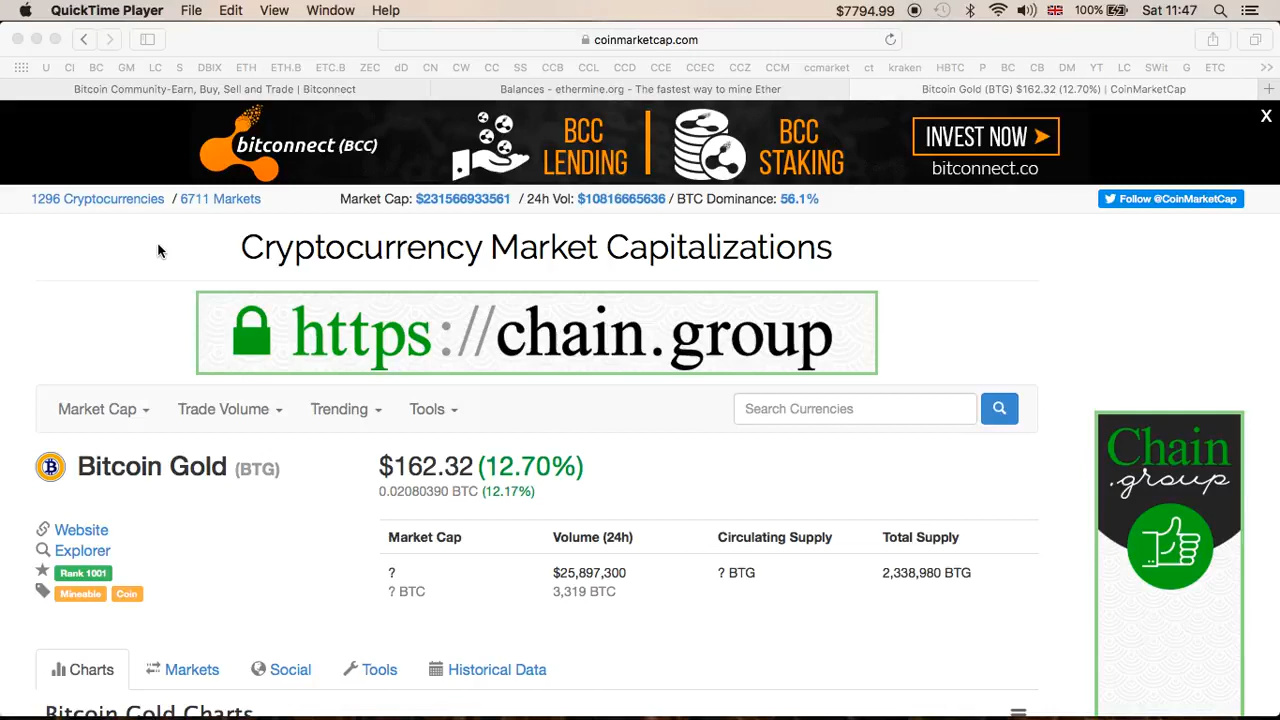 QuickTime Player File Edit View Window Help $7794.99 100% Sat 11:47
coinmarketcap.com
U CI BC GM LC S DBIX ETH ETH.B ETC.B ZEC dD CN CW CC SS CCB CCL CCD CCE CCEC CCZ CCM ccmarket ct kraken HBTC P BC CB DM YT LC SWit G ETC >>
Bitcoin Community-Earn, Buy, Sell and Trade | Bitconnect Balances - ethermine.org - The fastest way to mine Ether Bitcoin Gold (BTG) $162.32 (12.70%) | CoinMarketCap +
bitconnect (BCC) BCC LENDING BCC STAKING INVEST NOW X
bitconnect.co
1296 Cryptocurrencies / 6711 Markets Market Cap: $231566933561 / 24h Vol: $10816665636 / BTC Dominance: 56.1% Follow @CoinMarketCap
Cryptocurrency Market Capitalizations
https://chain.group
Market Cap Trade Volume Trending Tools Search Currencies
Chain
.group
Bitcoin Gold (BTG) $162.32 (12.70%)
0.02080390 BTC (12.17%)
Website
Explorer
Rank 1001
Mineable Coin
Market Cap Volume (24h) Circulating Supply Total Supply
? $25,897,300 ? BTG 2,338,980 BTG
? BTC 3,319 BTC
Charts Markets Social Tools Historical Data
Bitcoin Gold Charts